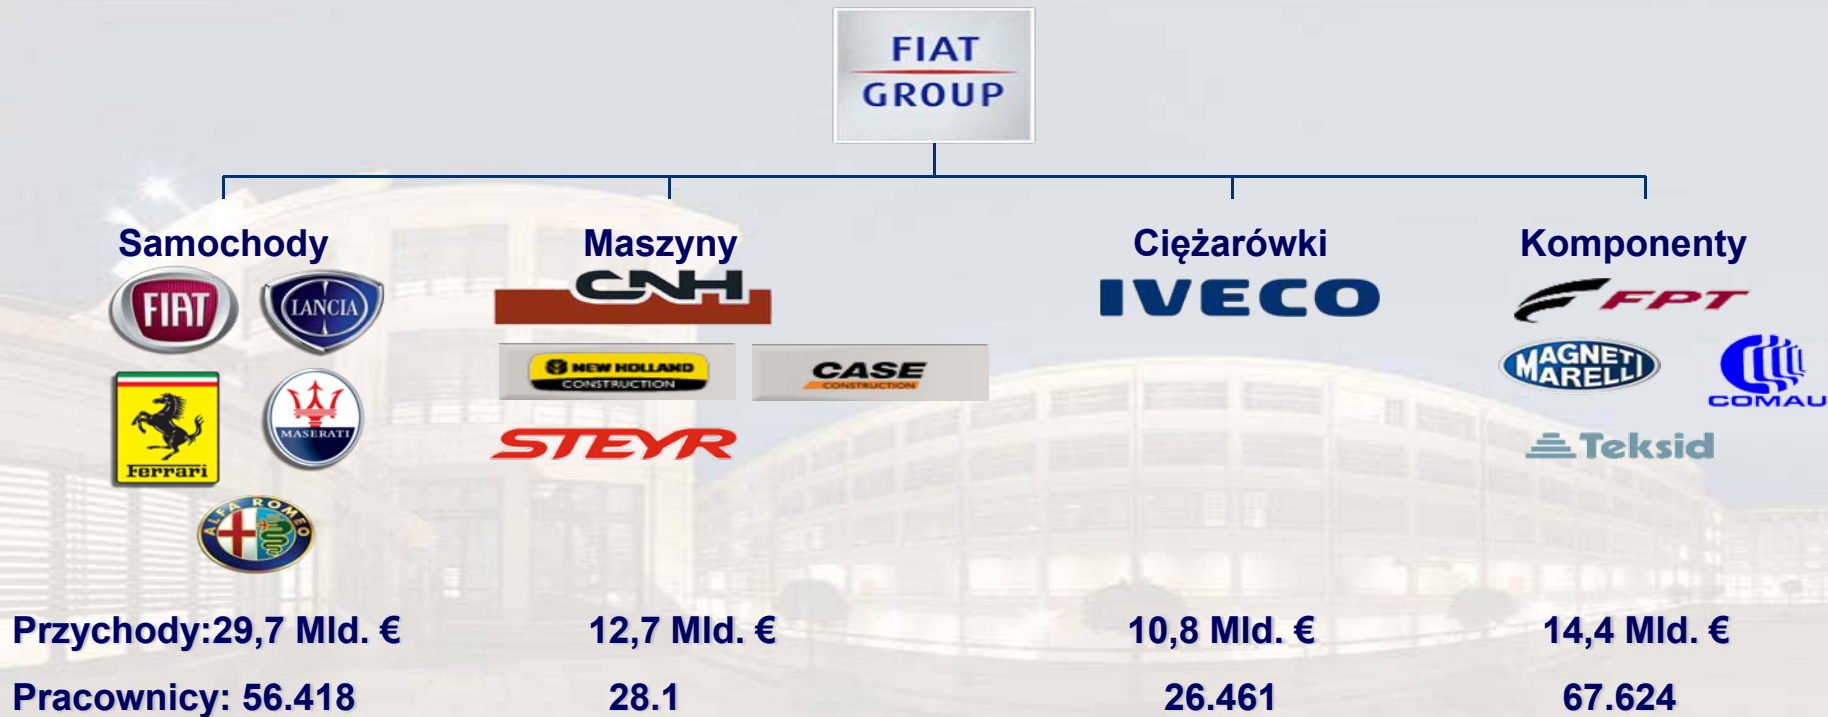 FIAT
GROUP
Samochody
Maszyny
Ciężarówki
Komponenty
FIAT
LANCIA
CNH
IVECO
FPT
NEW HOLLAND
CONSTRUCTION
CASE
CONSTRUCTION
MAGNETI
MARELLI
COMAU
Ferrari
MASERATI
STEYR
Teksid
ALFA ROMEO
Przychody:29,7 Mld. €
12,7 Mld. €
10,8 Mld. €
14,4 Mld. €
Pracownicy: 56.418
28.1
26.461
67.624